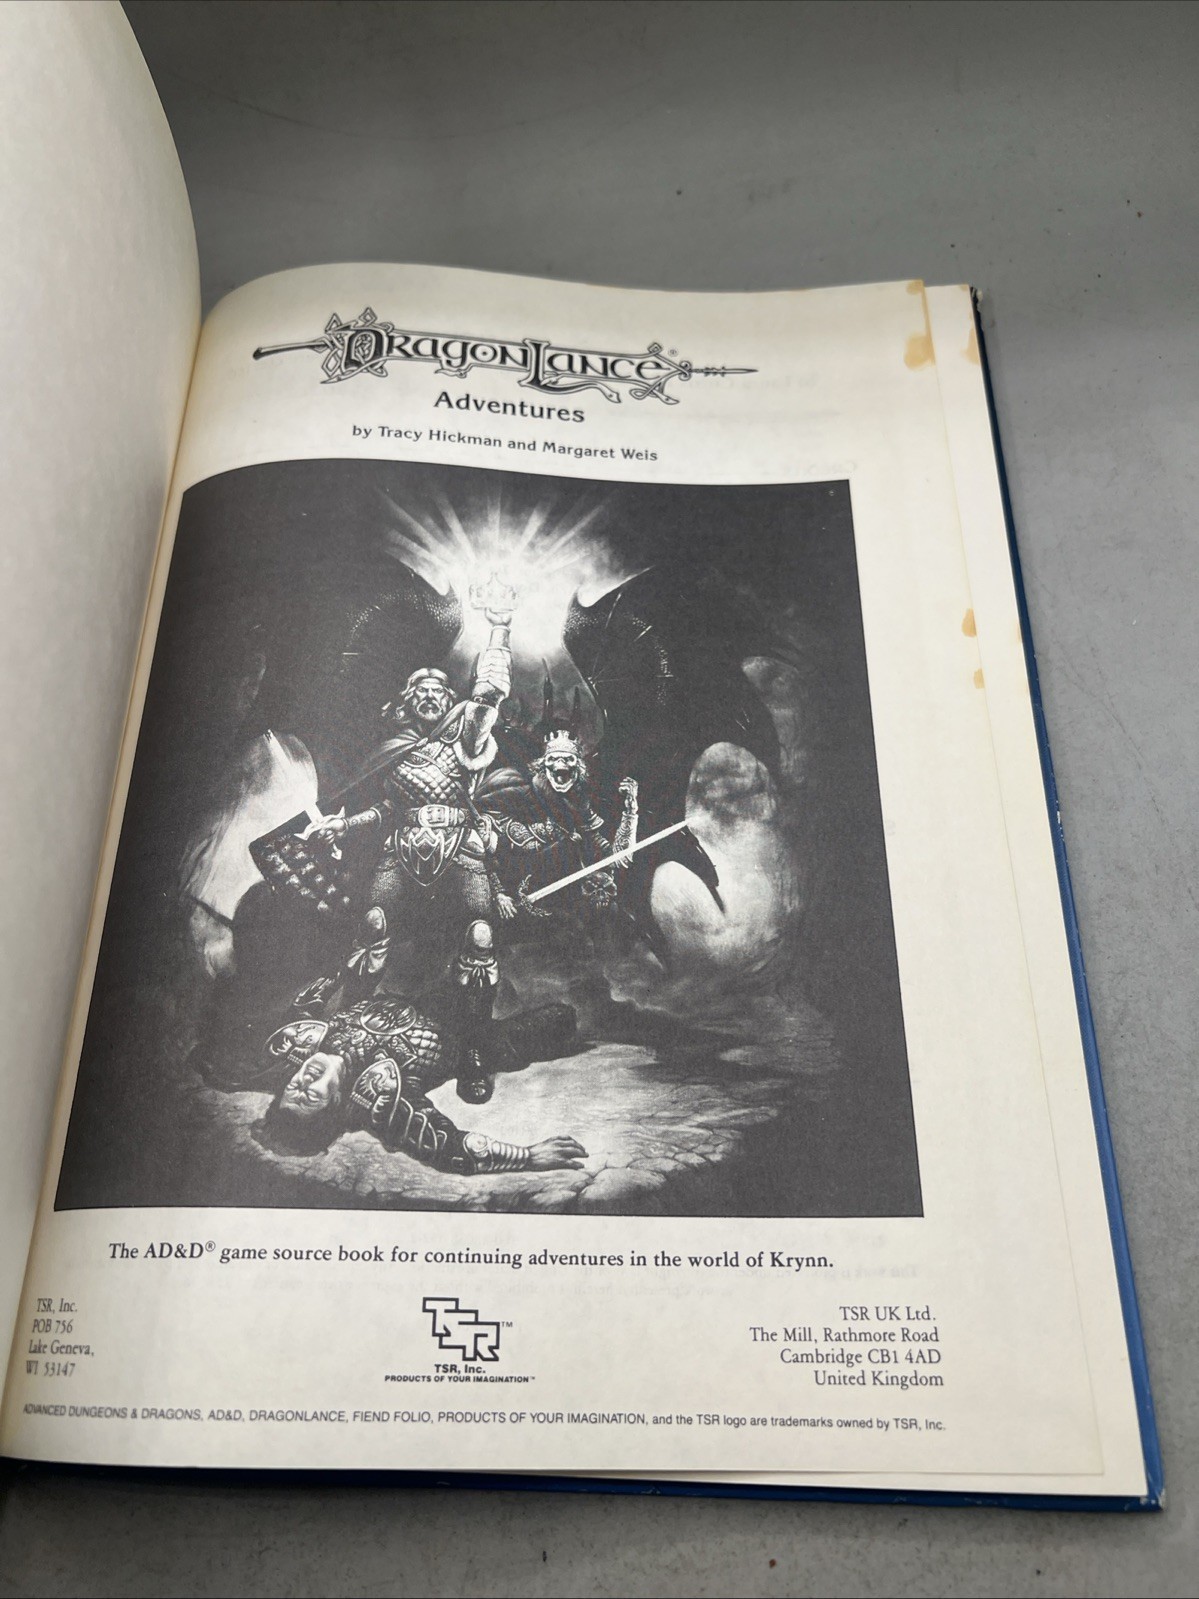 DRAGONLANCE®
Adventures
by Tracy Hickman and Margaret Weis
The AD&D® game source book for continuing adventures in the world of Krynn.
TSR, Inc.
POB 756
Lake Geneva,
WI 53147
TSR™
TSR, Inc.
PRODUCTS OF YOUR IMAGINATION™
TSR UK Ltd.
The Mill, Rathmore Road
Cambridge CB1 4AD
United Kingdom
ADVANCED DUNGEONS & DRAGONS, AD&D, DRAGONLANCE, FIEND FOLIO, PRODUCTS OF YOUR IMAGINATION, and the TSR logo are trademarks owned by TSR, Inc.